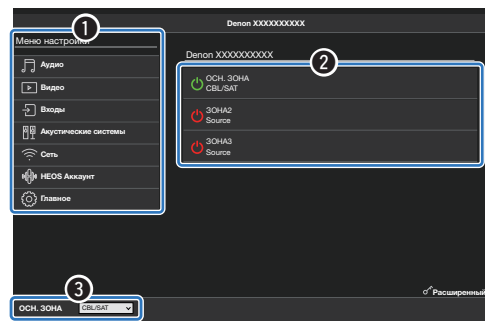 Denon XXXXXXXXXX
1
Меню настройки
Аудио
Видео
Входы
Акустические системы
Сеть
HEOS Аккаунт
Главное
Denon XXXXXXXXXX
2
ОСН. ЗОНА
CBL/SAT
ЗОНА2
Source
ЗОНА3
Source
Расширенный
3
ОСН. ЗОНА CBL/SAT